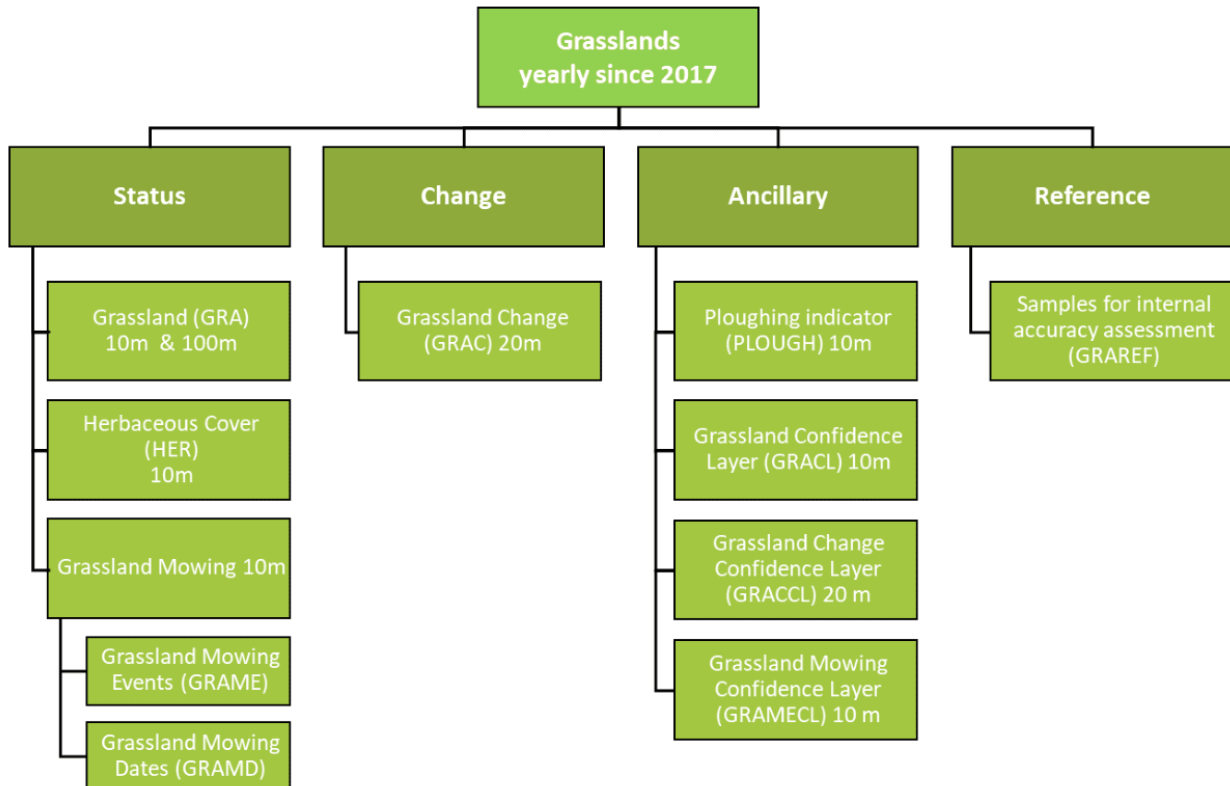 Grasslands
yearly since 2017
Status
Change
Ancillary
Reference
Grassland (GRA)
10m & 100m
Herbaceous Cover
(HER)
10m
Grassland Mowing 10m
Grassland Mowing
Events (GRAME)
Grassland Mowing
Dates (GRAMD)
Grassland Change
(GRAC) 20m
Ploughing indicator
(PLOUGH) 10m
Grassland Confidence
Layer (GRACL) 10m
Grassland Change
Confidence Layer
(GRACCL) 20 m
Grassland Mowing
Confidence Layer
(GRAMECL) 10 m
Samples for internal
accuracy assessment
(GRAREF)